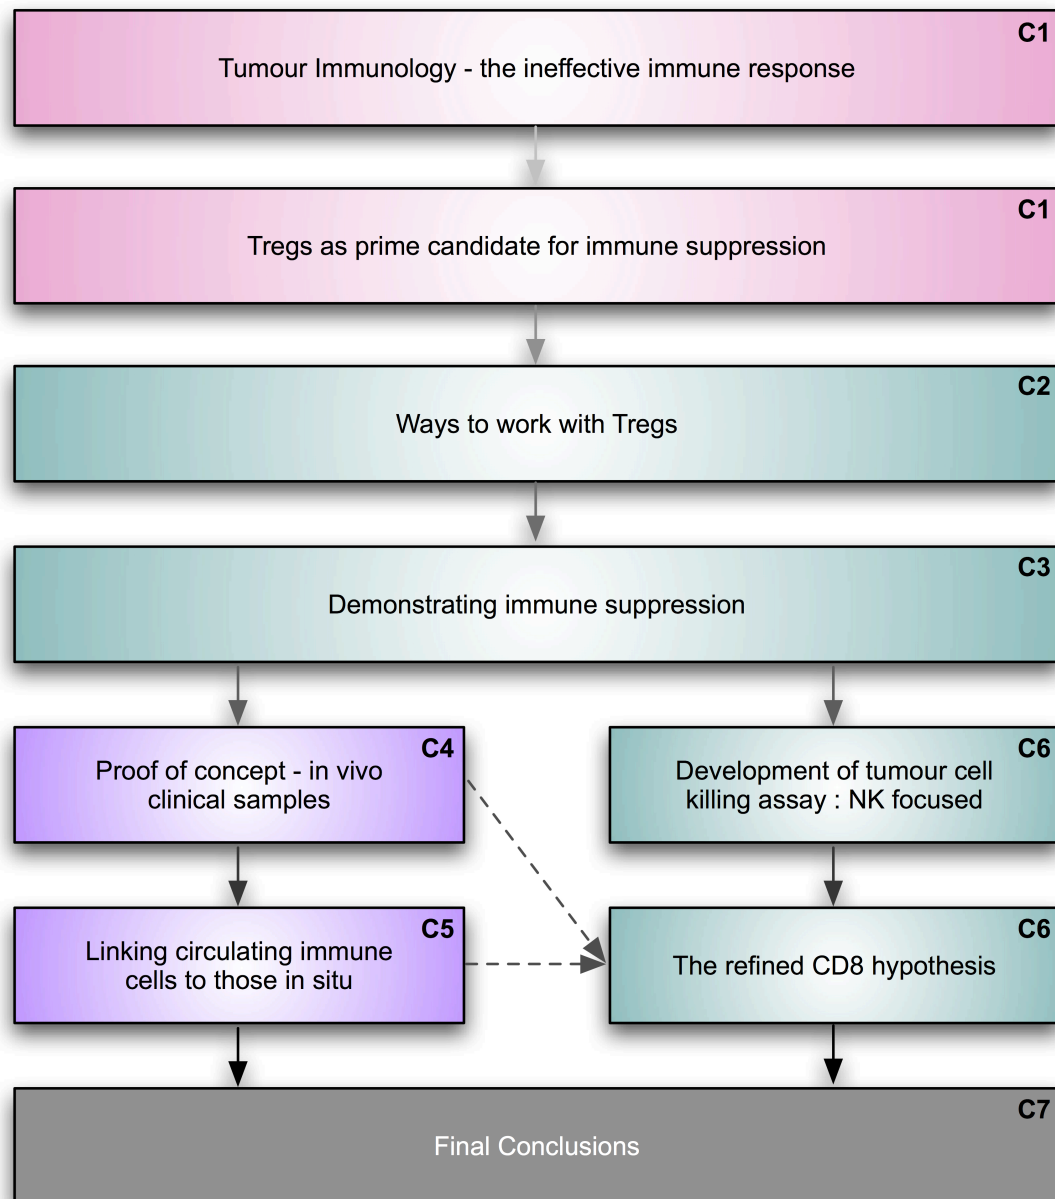 C1
Tumour Immunology - the ineffective immune response
C1
Tregs as prime candidate for immune suppression
C2
Ways to work with Tregs
C3
Demonstrating immune suppression
C4
Proof of concept - in vivo
clinical samples
C6
Development of tumour cell
killing assay : NK focused
C5
Linking circulating immune
cells to those in situ
C6
The refined CD8 hypothesis
C7
Final Conclusions